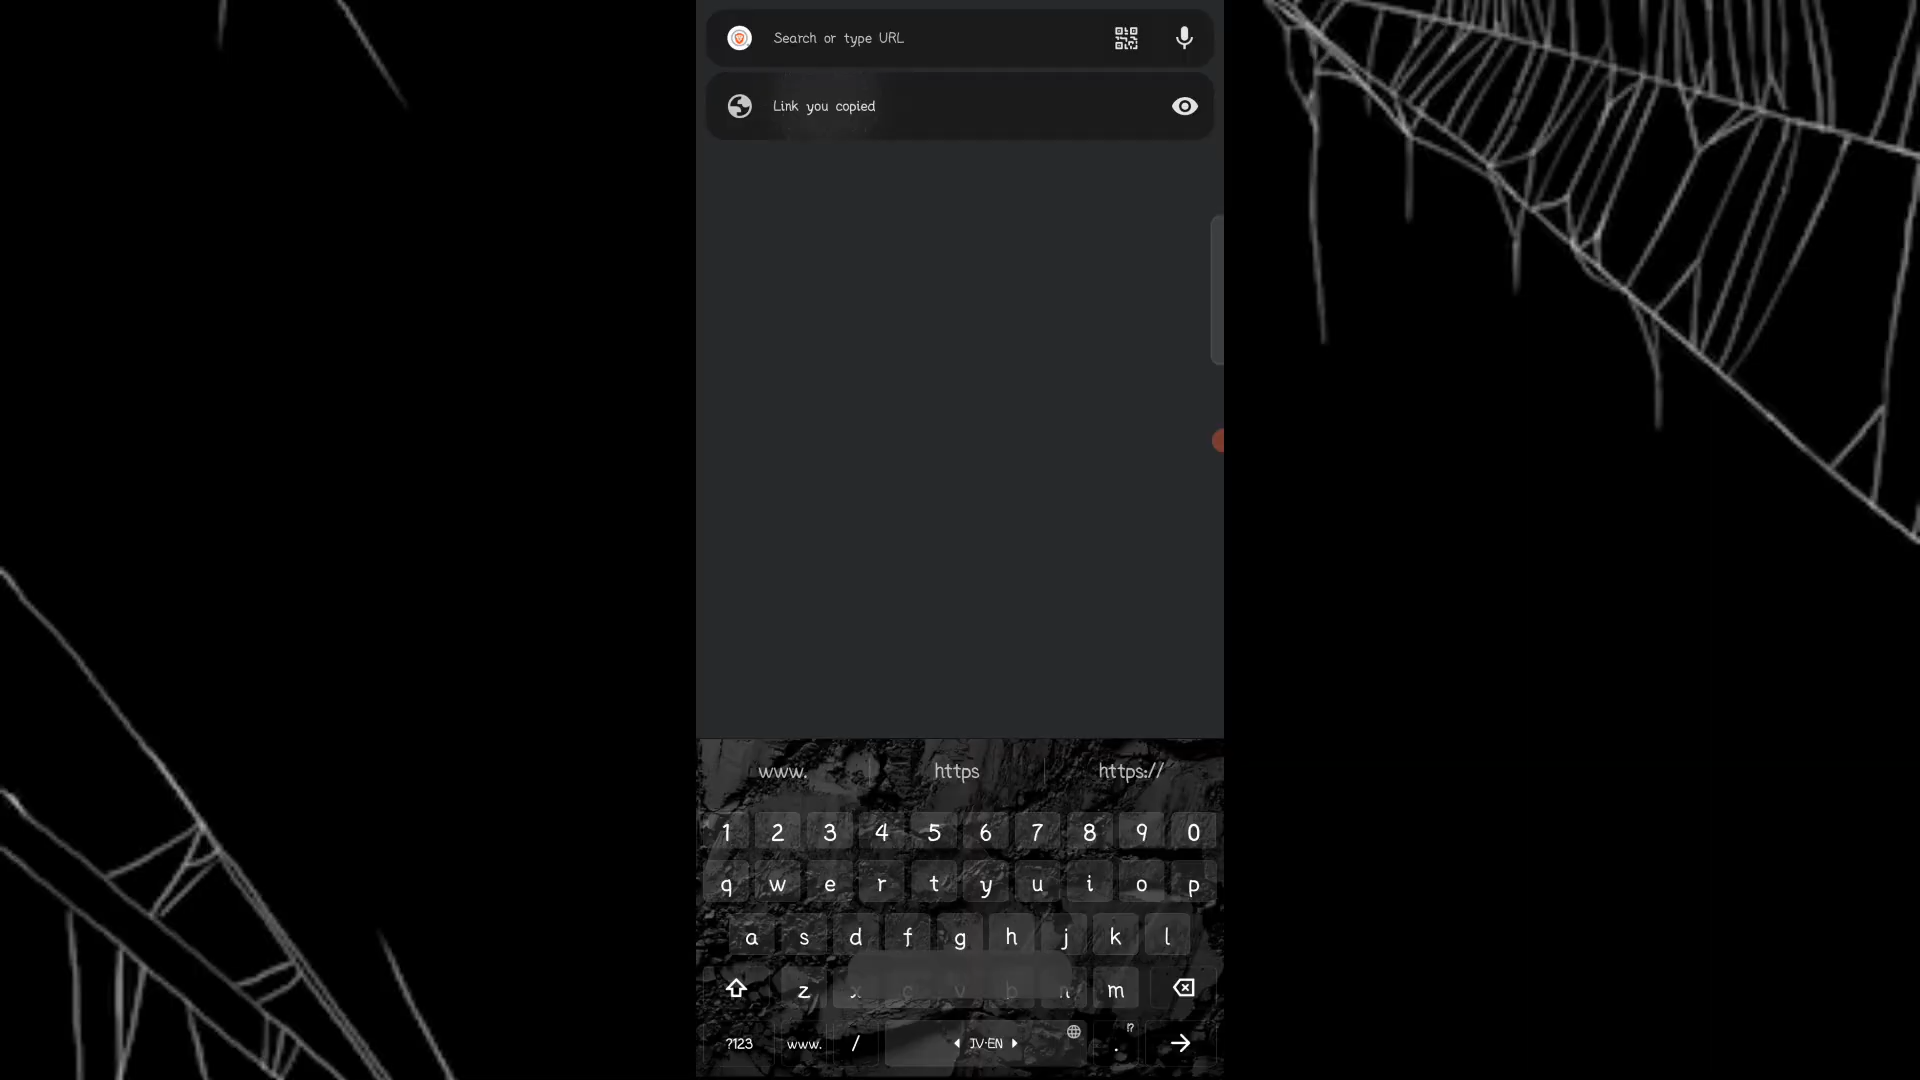 Search or type URL
Link you copied
www. https https://
1 2 3 4 5 6 7 8 9 0
q w e r t y u i o p
a s d f g h j k l
z x c v b n m
?123 www. / JV·EN . !?